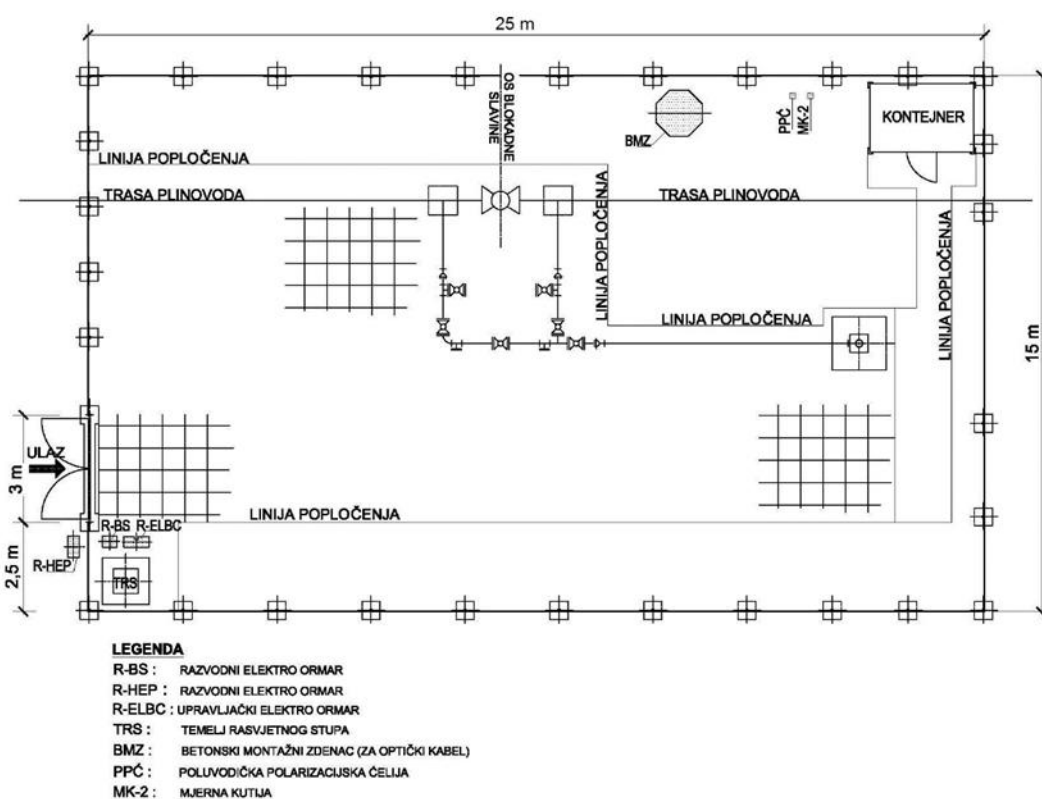 25 m
OS BLOKADNE
SLAVINE
BMZ
PPĆ
MK-2
KONTEJNER
LINIJA POPLOČENJA
TRASA PLINOVODA
TRASA PLINOVODA
LINIJA POPLOČENJA
LINIJA POPLOČENJA
LINIJA POPLOČENJA
15 m
ULAZ
3 m
LINIJA POPLOČENJA
2,5 m
R-BS
R-ELBC
R-HEP
TRS
LEGENDA
R-BS : RAZVODNI ELEKTRO ORMAR
R-HEP : RAZVODNI ELEKTRO ORMAR
R-ELBC : UPRAVLJAČKI ELEKTRO ORMAR
TRS : TEMELJ RASVJETNOG STUPA
BMZ : BETONSKI MONTAŽNI ZDENAC (ZA OPTIČKI KABEL)
PPĆ : POLUVODIČKA POLARIZACIJSKA ĆELIJA
MK-2 : MJERNA KUTIJA